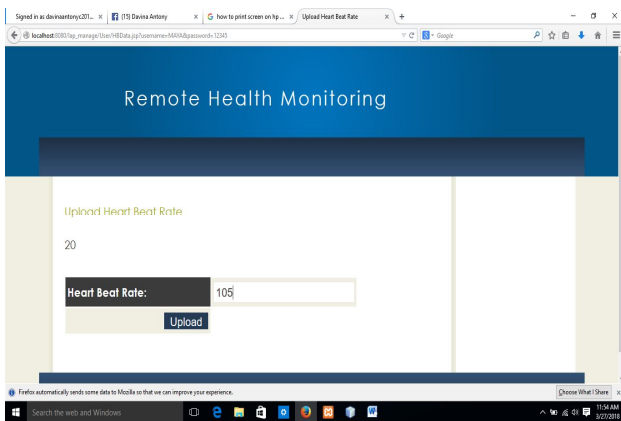 Signed in as davinaantonyc201... ×
(15) Davina Antony ×
how to print screen on hp ... ×
Upload Heart Beat Rate ×
localhost:8080/lap_manage/User/HBData.jsp?username=MAYA&password=12345
Google
Remote Health Monitoring
Upload Heart Beat Rate
20
Heart Beat Rate: 105
Upload
Firefox automatically sends some data to Mozilla so that we can improve your experience.
Choose What I Share ×
Search the web and Windows
11:54 AM
3/27/2018